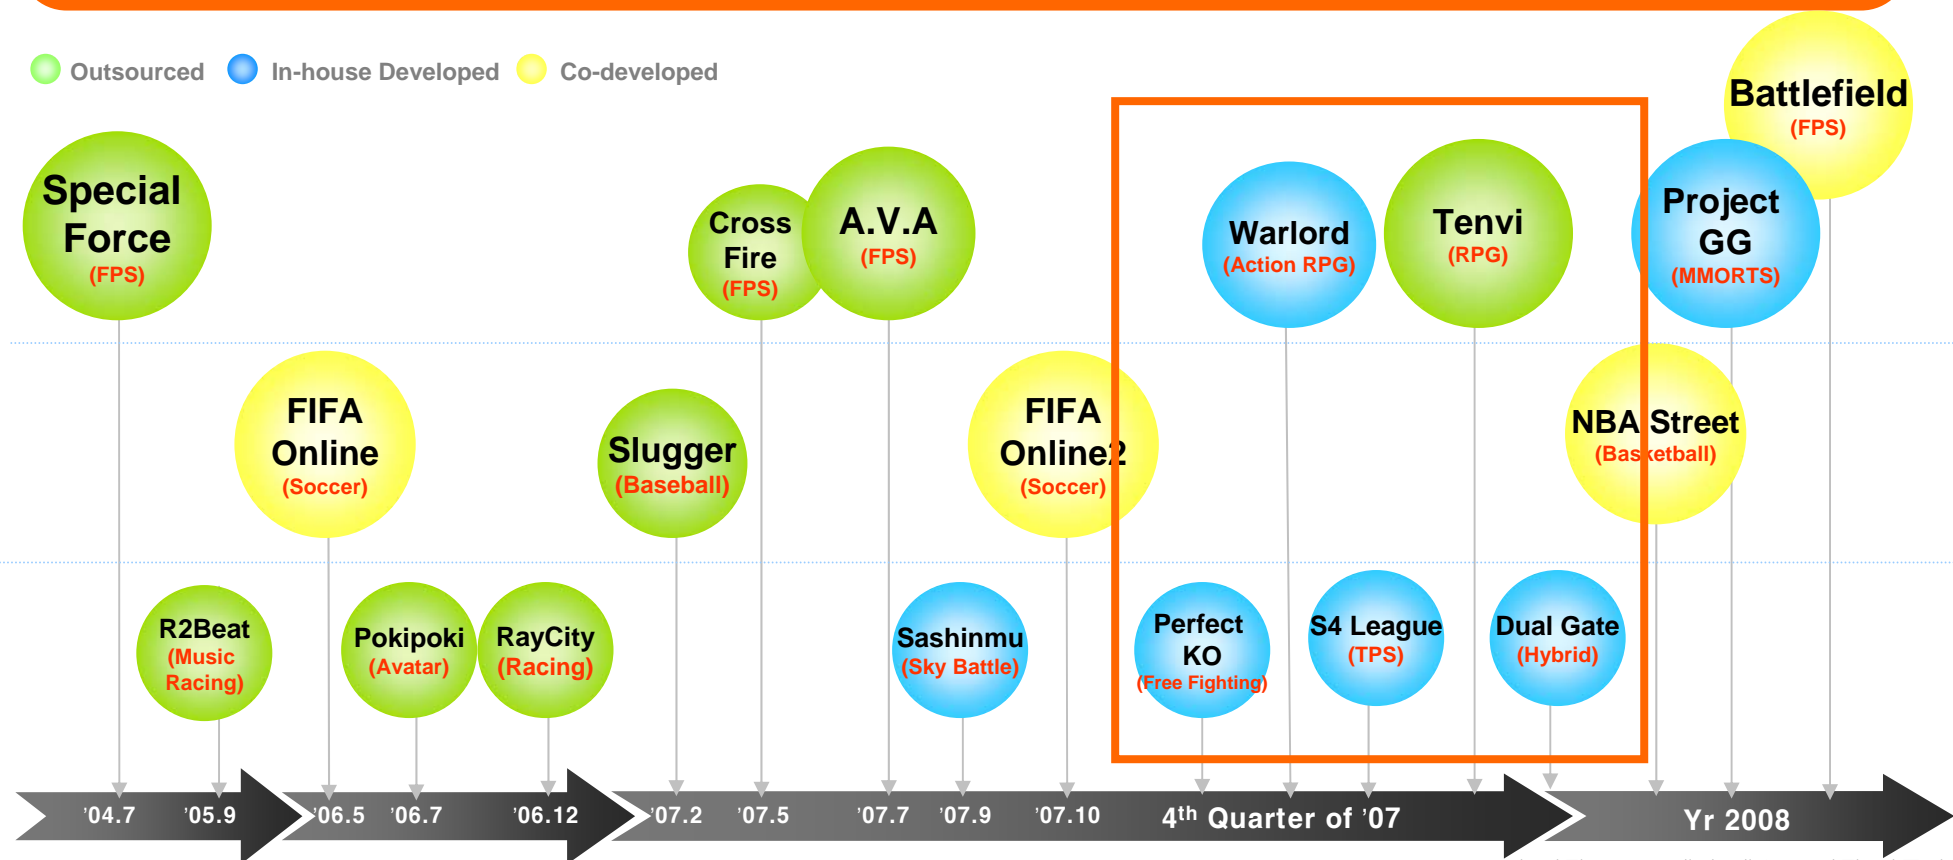 Outsourced
In-house Developed
Co-developed
Battlefield
(FPS)
Special
Force
(FPS)
Cross
Fire
(FPS)
A.V.A
(FPS)
Warlord
(Action RPG)
Tenvi
(RPG)
Project
GG
(MMORTS)
FIFA
Online
(Soccer)
Slugger
(Baseball)
FIFA
Online2
(Soccer)
NBA Street
(Basketball)
R2Beat
(Music
Racing)
Pokipoki
(Avatar)
RayCity
(Racing)
Sashinmu
(Sky Battle)
Perfect
KO
(Free Fighting)
S4 League
(TPS)
Dual Gate
(Hybrid)
'04.7
'05.9
'06.5
'06.7
'06.12
'07.2
'07.5
'07.7
'07.9
'07.10
4th Quarter of '07
Yr 2008